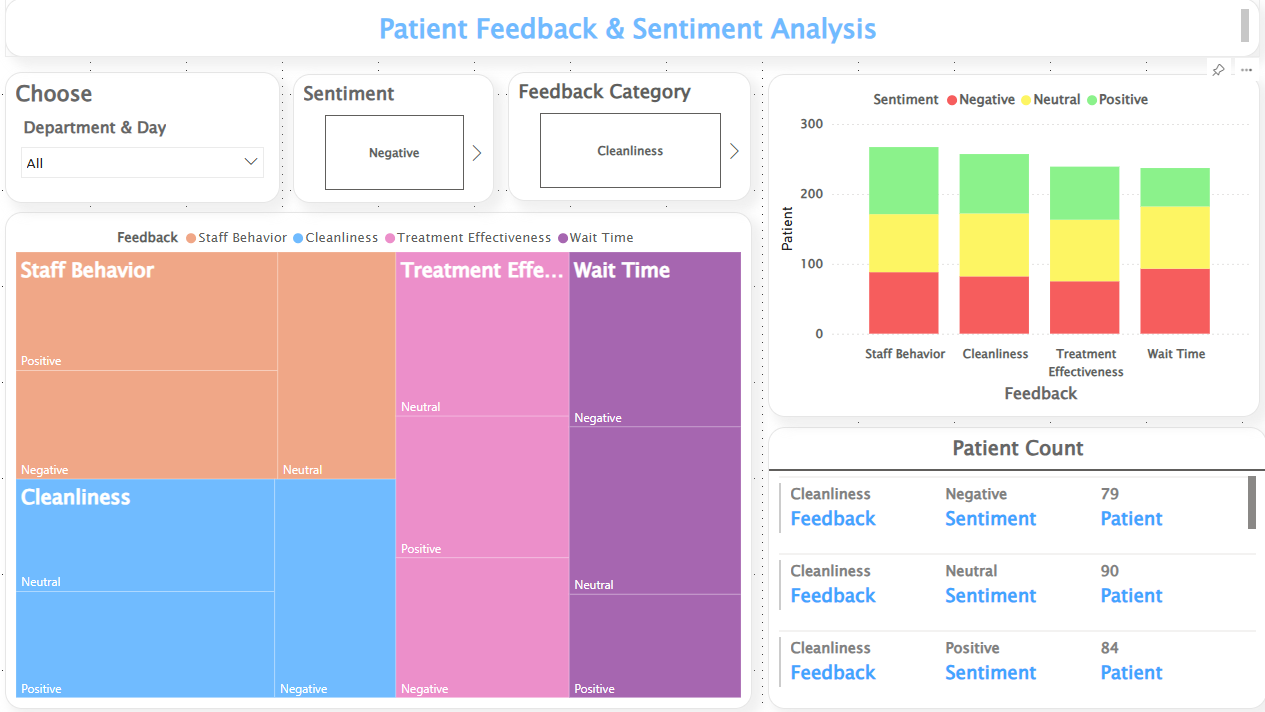 Patient Feedback & Sentiment Analysis
Choose
Department & Day
All
Sentiment
Negative
Feedback Category
Cleanliness
Feedback Staff Behavior Cleanliness Treatment Effectiveness Wait Time
Staff Behavior
Positive
Negative
Neutral
Cleanliness
Neutral
Positive
Negative
Treatment Effe...
Neutral
Positive
Negative
Wait Time
Negative
Neutral
Positive
Sentiment Negative Neutral Positive
300
200
100
0
Patient
Staff Behavior
Cleanliness
Treatment
Effectiveness
Wait Time
Feedback
Patient Count
Cleanliness Negative 79
Feedback Sentiment Patient
Cleanliness Neutral 90
Feedback Sentiment Patient
Cleanliness Positive 84
Feedback Sentiment Patient